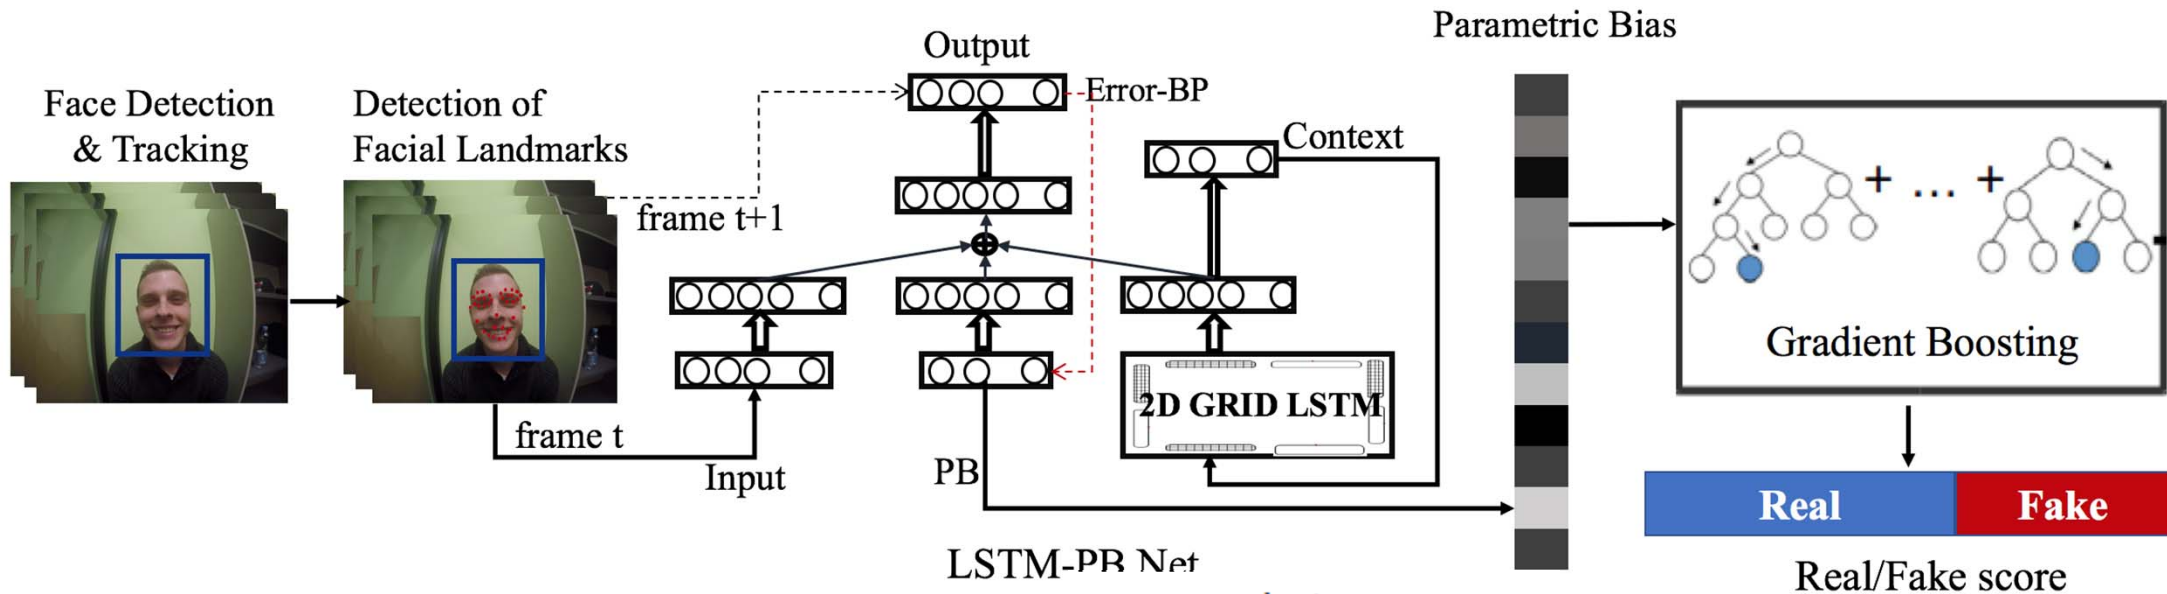 Face Detection
& Tracking
Detection of
Facial Landmarks
frame t+1
frame t
Input
Output
Error-BP
Context
2D GRID LSTM
PB
LSTM-PB Net
Parametric Bias
+ ... +
Gradient Boosting
Real
Fake
Real/Fake score